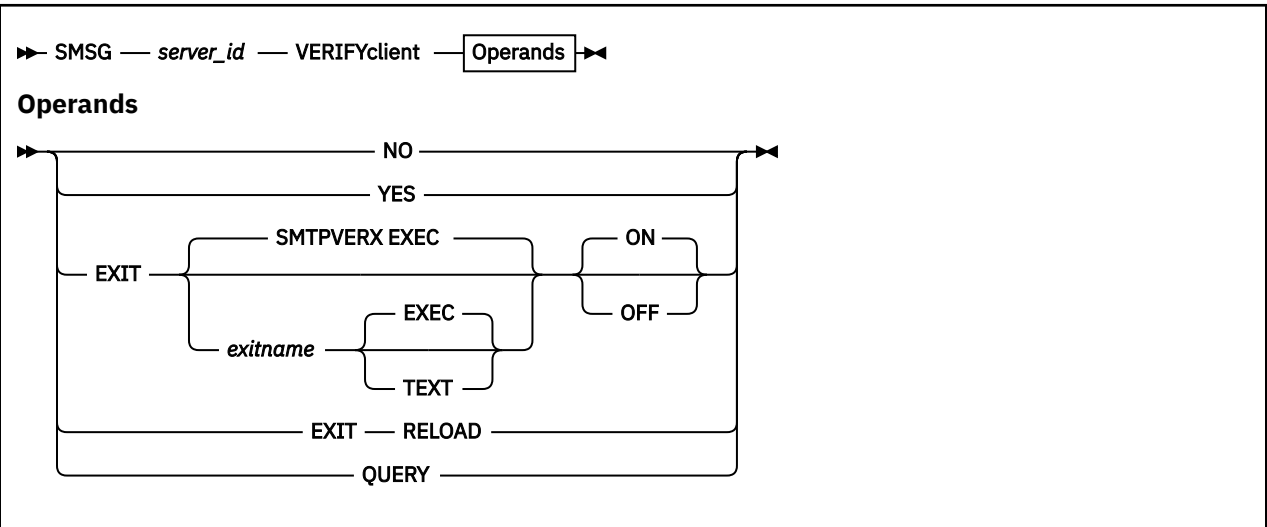 SMSG server_id VERIFYclient Operands
Operands
NO
YES
SMTPVERX EXEC ON
EXIT
EXEC OFF
exitname
TEXT
EXIT RELOAD
QUERY